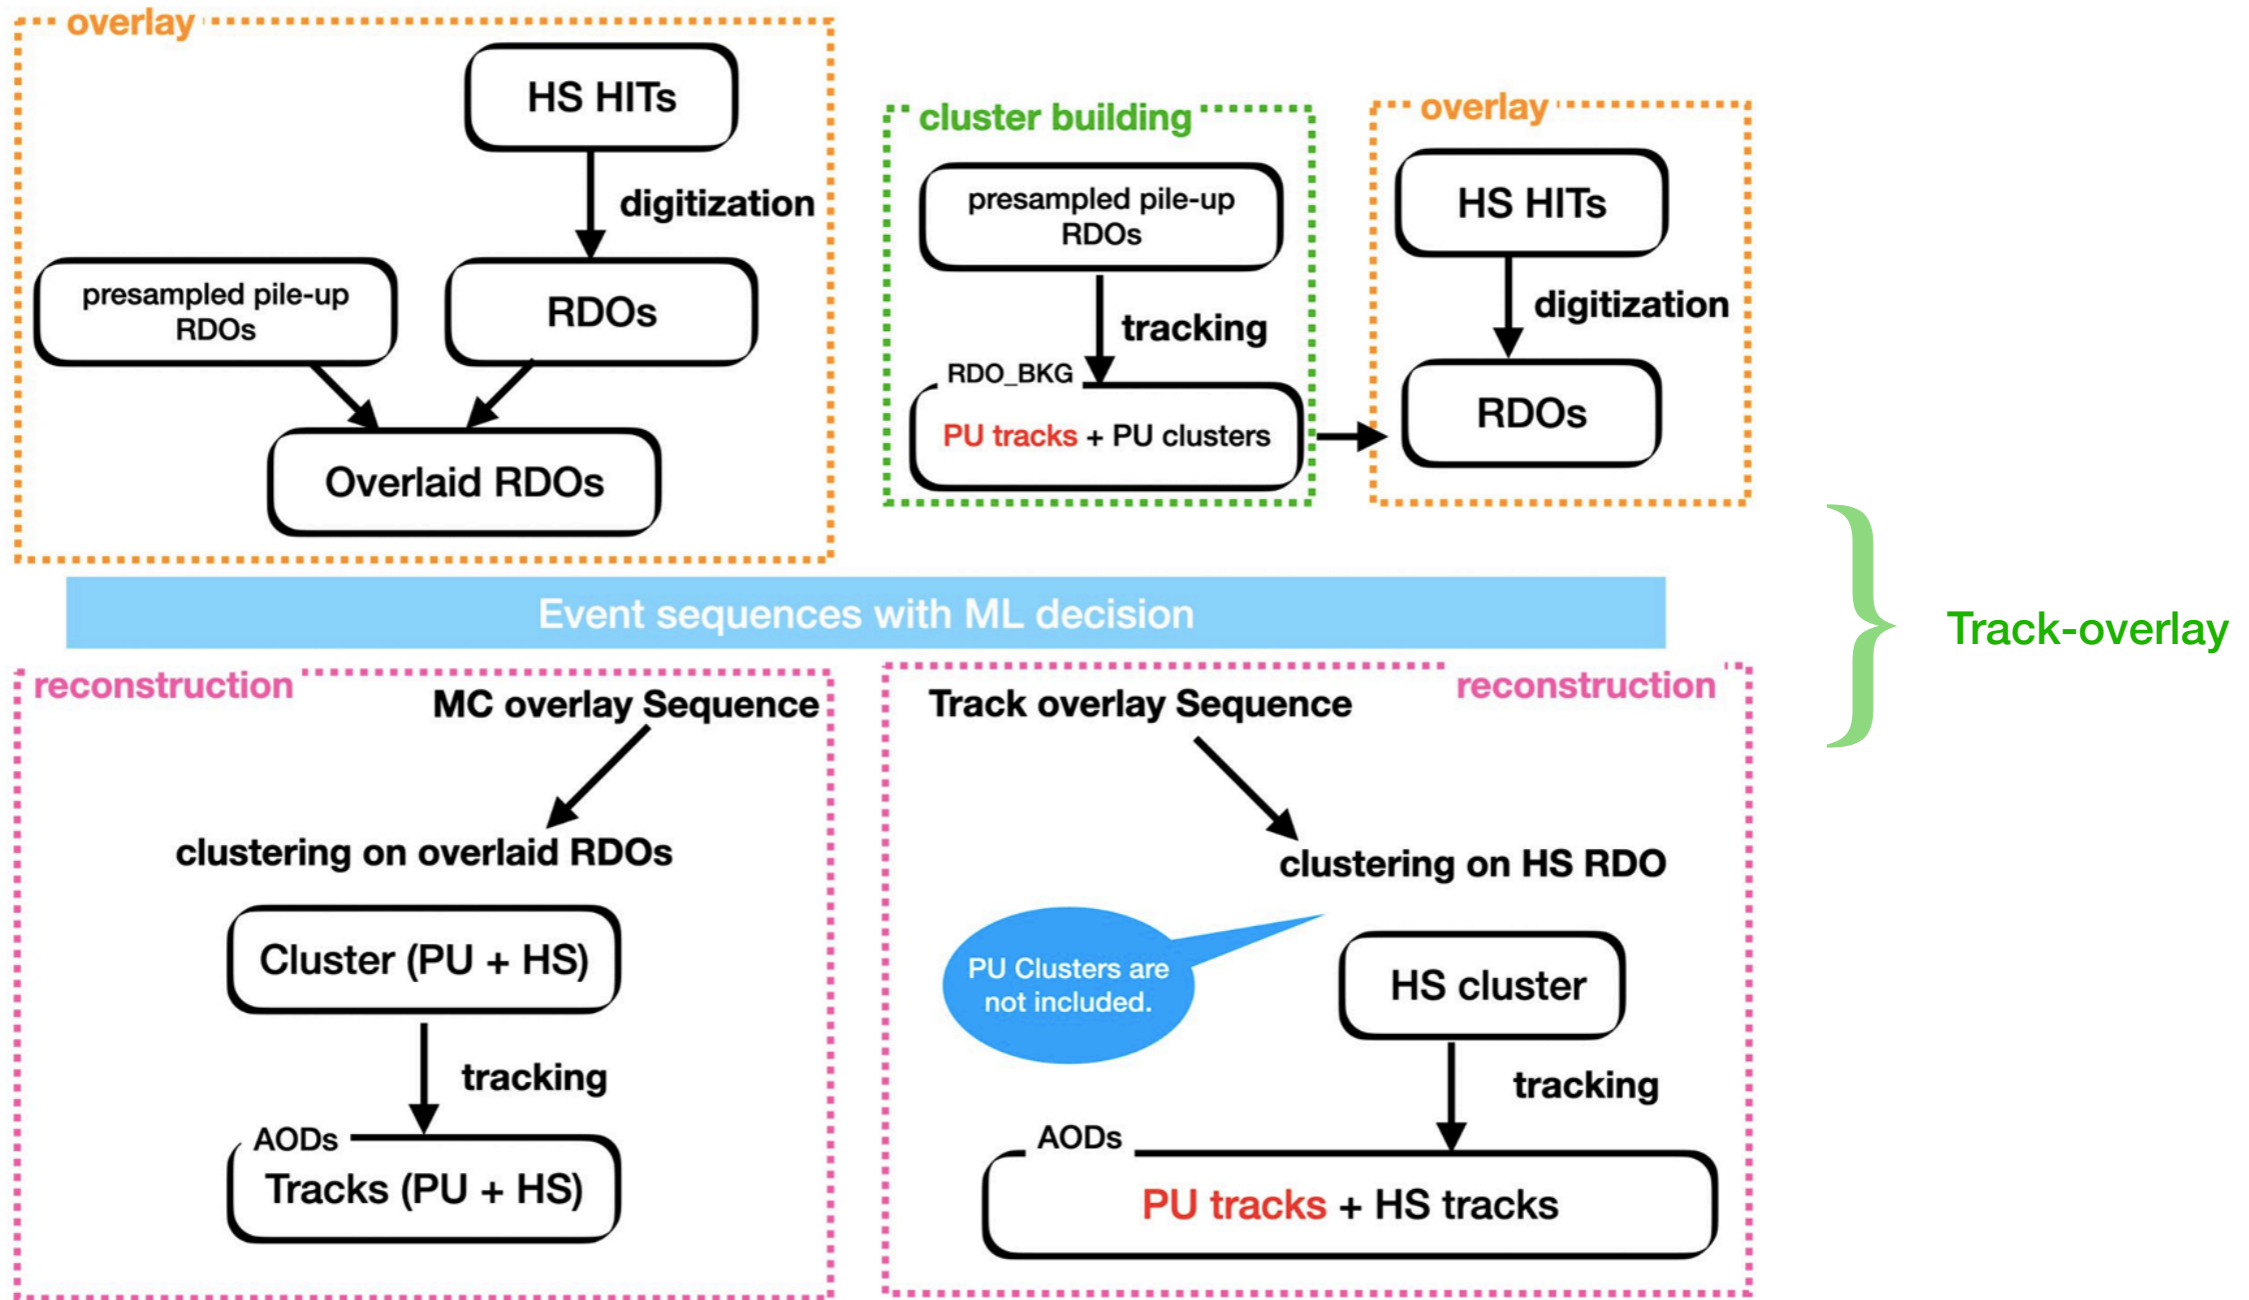 overlay
HS HITs
digitization
presampled pile-up
RDOs
RDOs
Overlaid RDOs
cluster building
presampled pile-up
RDOs
tracking
RDO_BKG
PU tracks + PU clusters
overlay
HS HITs
digitization
RDOs
Event sequences with ML decision
Track-overlay
reconstruction
MC overlay Sequence
clustering on overlaid RDOs
Cluster (PU + HS)
tracking
AODs
Tracks (PU + HS)
reconstruction
Track overlay Sequence
clustering on HS RDO
PU Clusters are
not included.
HS cluster
tracking
AODs
PU tracks + HS tracks